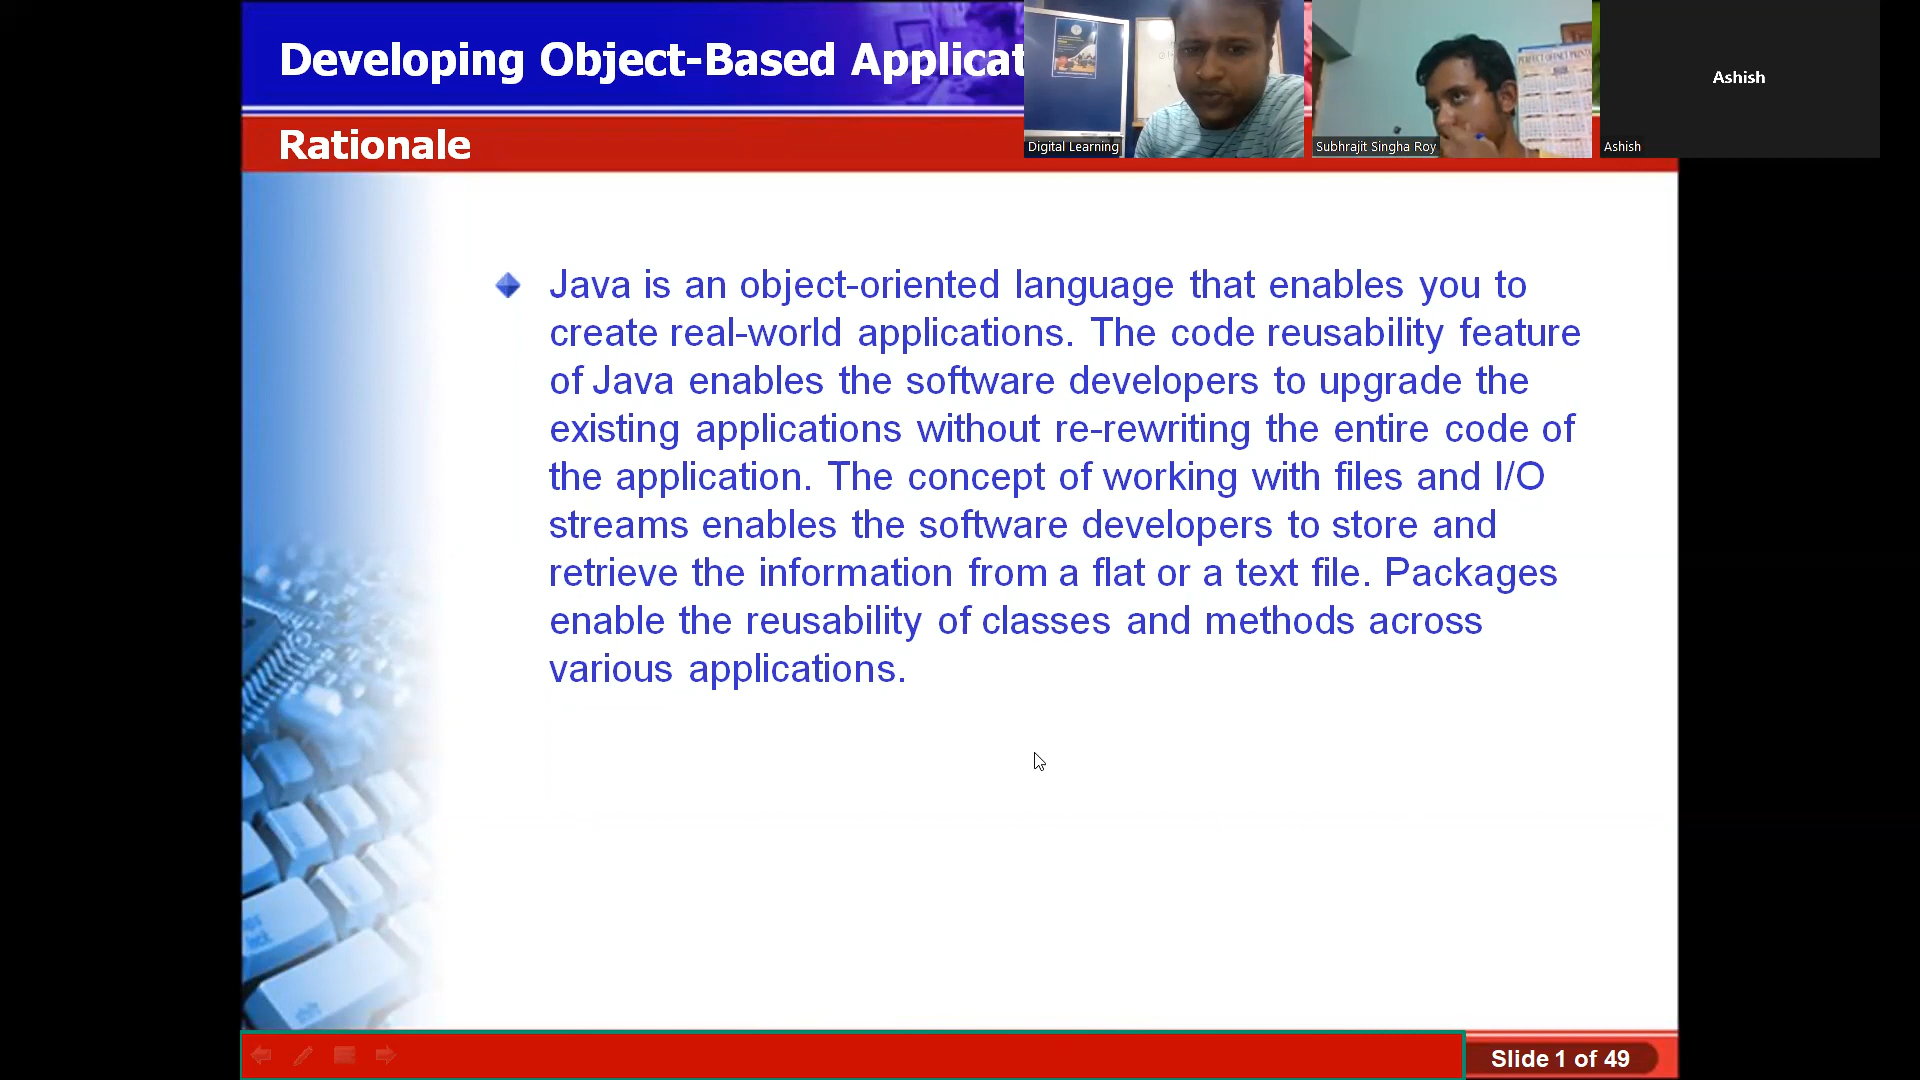 Developing Object-Based Applicat
Rationale
Digital Learning
Subhrajit Singha Roy
Ashish
Ashish
Java is an object-oriented language that enables you to
create real-world applications. The code reusability feature
of Java enables the software developers to upgrade the
existing applications without re-rewriting the entire code of
the application. The concept of working with files and I/O
streams enables the software developers to store and
retrieve the information from a flat or a text file. Packages
enable the reusability of classes and methods across
various applications.
shift
Slide 1 of 49